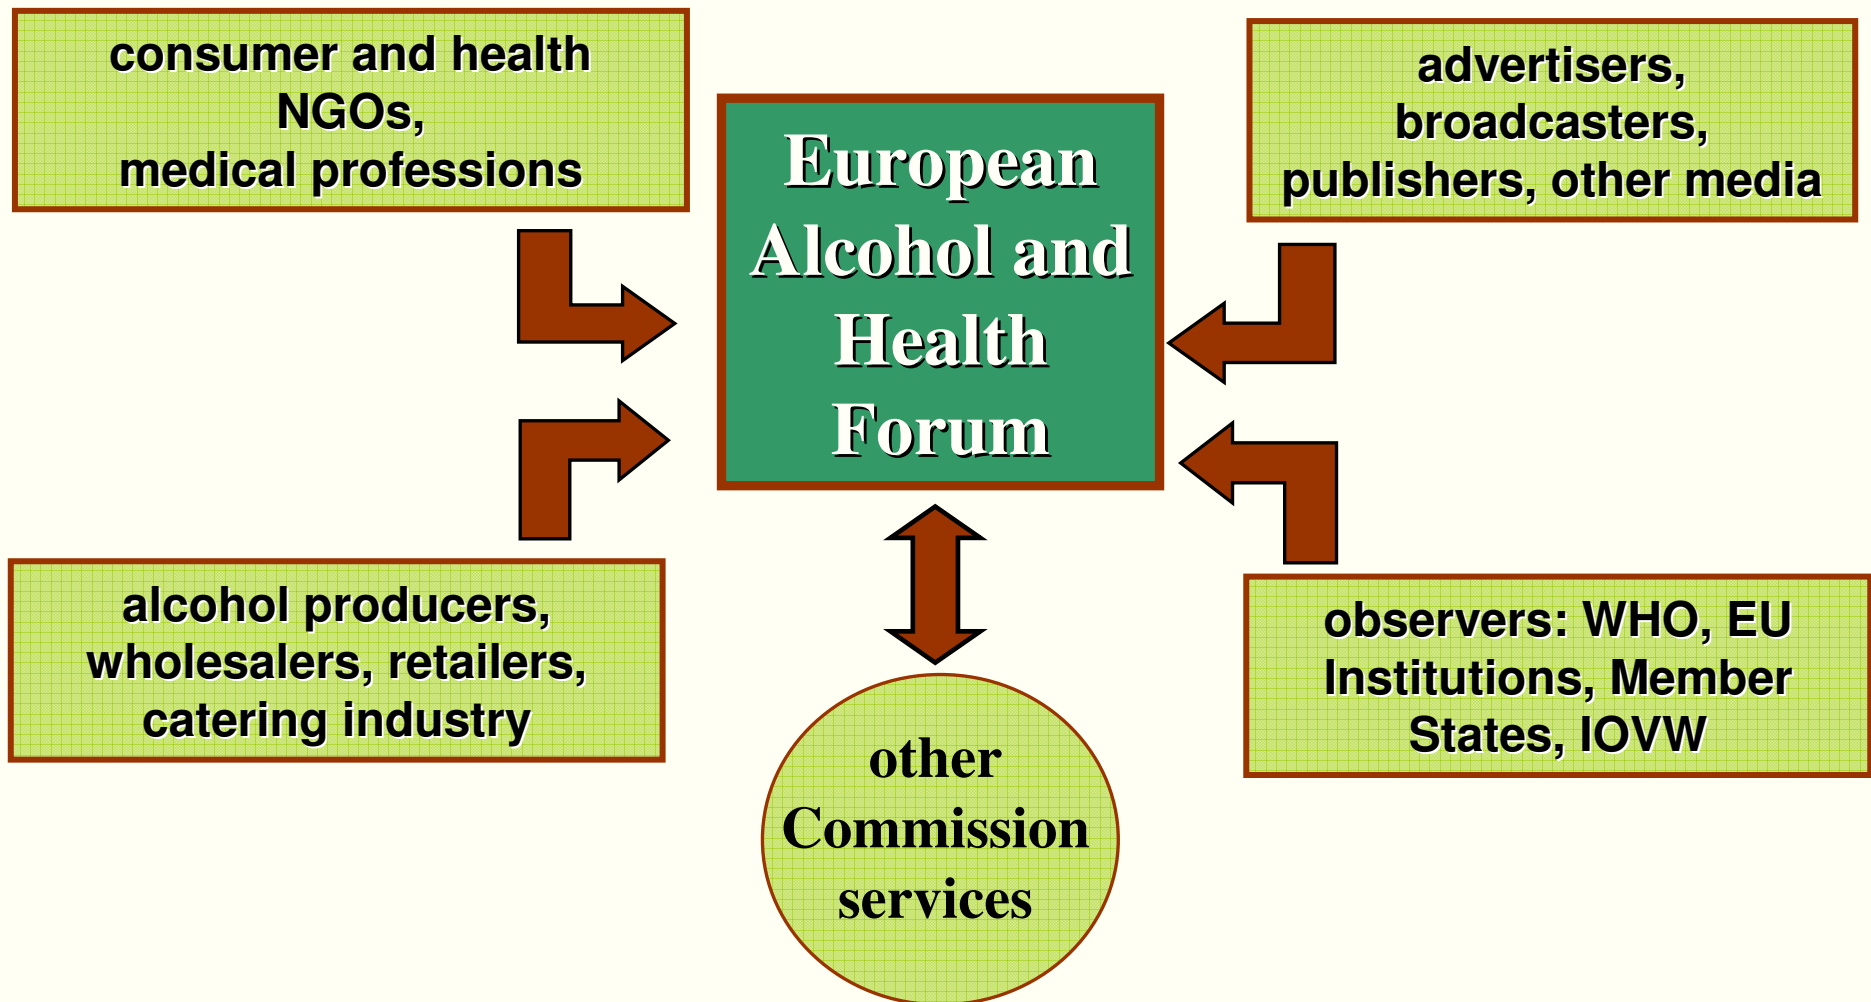 consumer and health
NGOs,
medical professions
European
Alcohol and
Health
Forum
advertisers,
broadcasters,
publishers, other media
alcohol producers,
wholesalers, retailers,
catering industry
observers: WHO, EU
Institutions, Member
States, IOVW
other
Commission
services